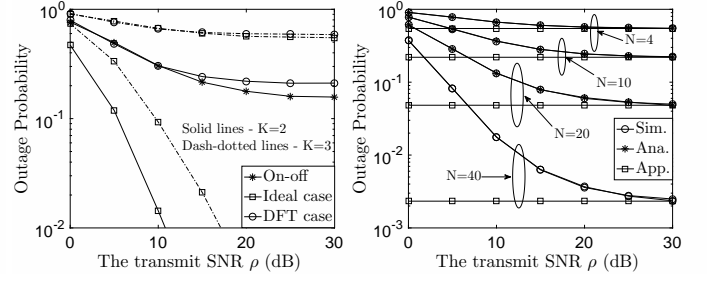 10^0
10^-1
10^-2
0
10
20
30
Outage Probability
The transmit SNR ρ (dB)
Solid lines - K=2
Dash-dotted lines - K=3
On-off
Ideal case
DFT case
10^0
10^-1
10^-2
10^-3
0
10
20
30
Outage Probability
The transmit SNR ρ (dB)
N=4
N=10
N=20
N=40
Sim.
Ana.
App.